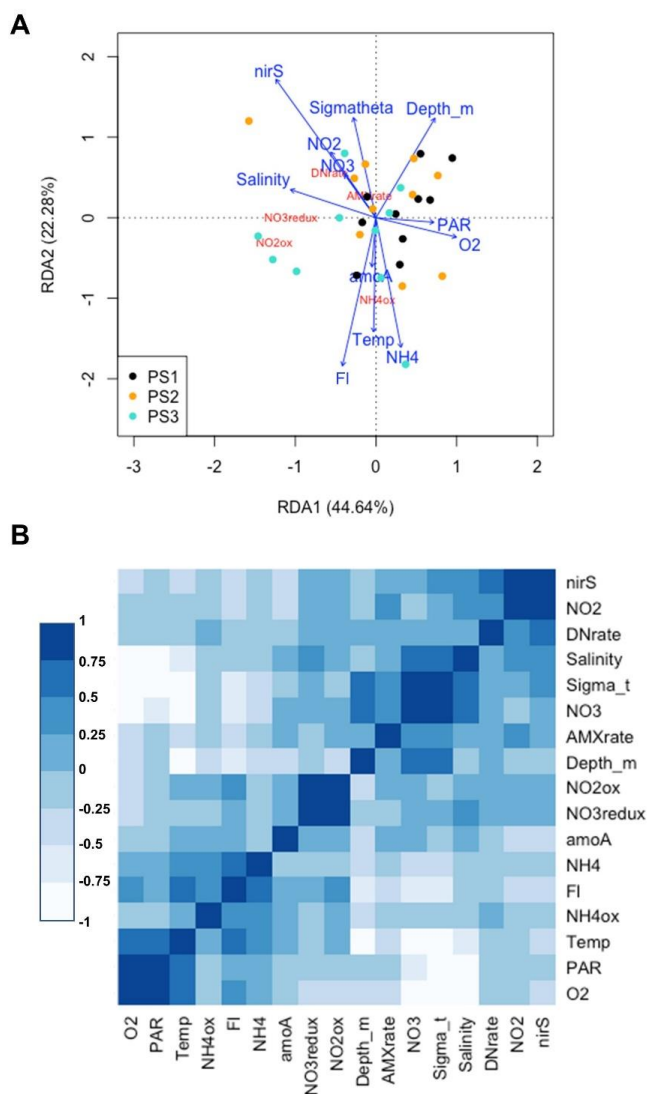 A
nirS
Sigmatheta
Depth_m
NO2
NO3
DNrate
Salinity
AMXrate
NO3redux
PAR
NO2ox
O2
amoA
NH4ox
Temp
NH4
Fl
PS1
PS2
PS3
2
1
0
-1
-2
RDA2 (22.28%)
-3 -2 -1 0 1 2
RDA1 (44.64%)
B
1
0.75
0.5
0.25
0
-0.25
-0.5
-0.75
-1
nirS
NO2
DNrate
Salinity
Sigma_t
NO3
AMXrate
Depth_m
NO2ox
NO3redux
amoA
NH4
Fl
NH4ox
Temp
PAR
O2
O2
PAR
Temp
NH4ox
Fl
NH4
amoA
NO3redux
NO2ox
Depth_m
AMXrate
NO3
Sigma_t
Salinity
DNrate
NO2
nirS